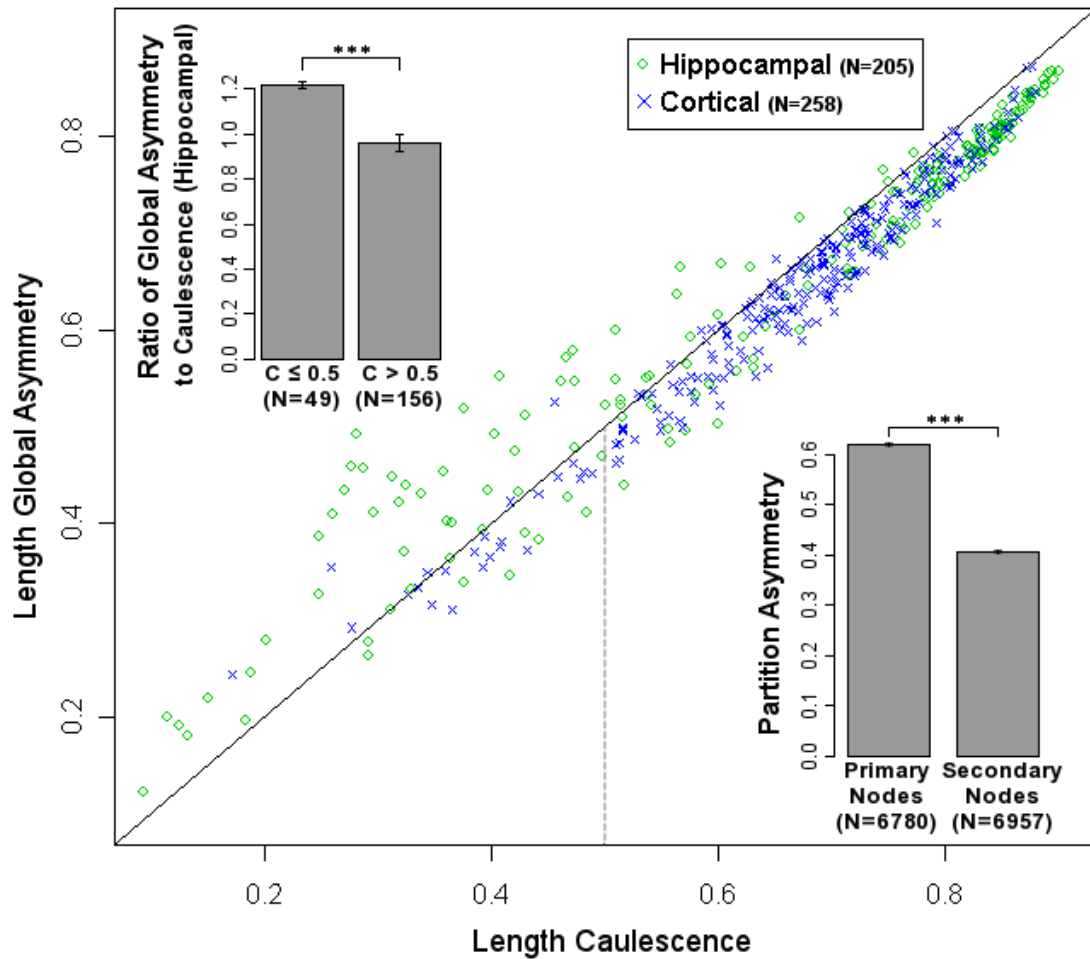 ***
Ratio of Global Asymmetry
to Caulescence (Hippocampal)
0.0 0.2 0.4 0.6 0.8 1.0 1.2
C ≤ 0.5 C > 0.5
(N=49) (N=156)
Hippocampal (N=205)
Cortical (N=258)
Length Global Asymmetry
0.2 0.4 0.6 0.8
***
Partition Asymmetry
0.0 0.1 0.2 0.3 0.4 0.5 0.6
Primary Secondary
Nodes Nodes
(N=6780) (N=6957)
0.2 0.4 0.6 0.8
Length Caulescence